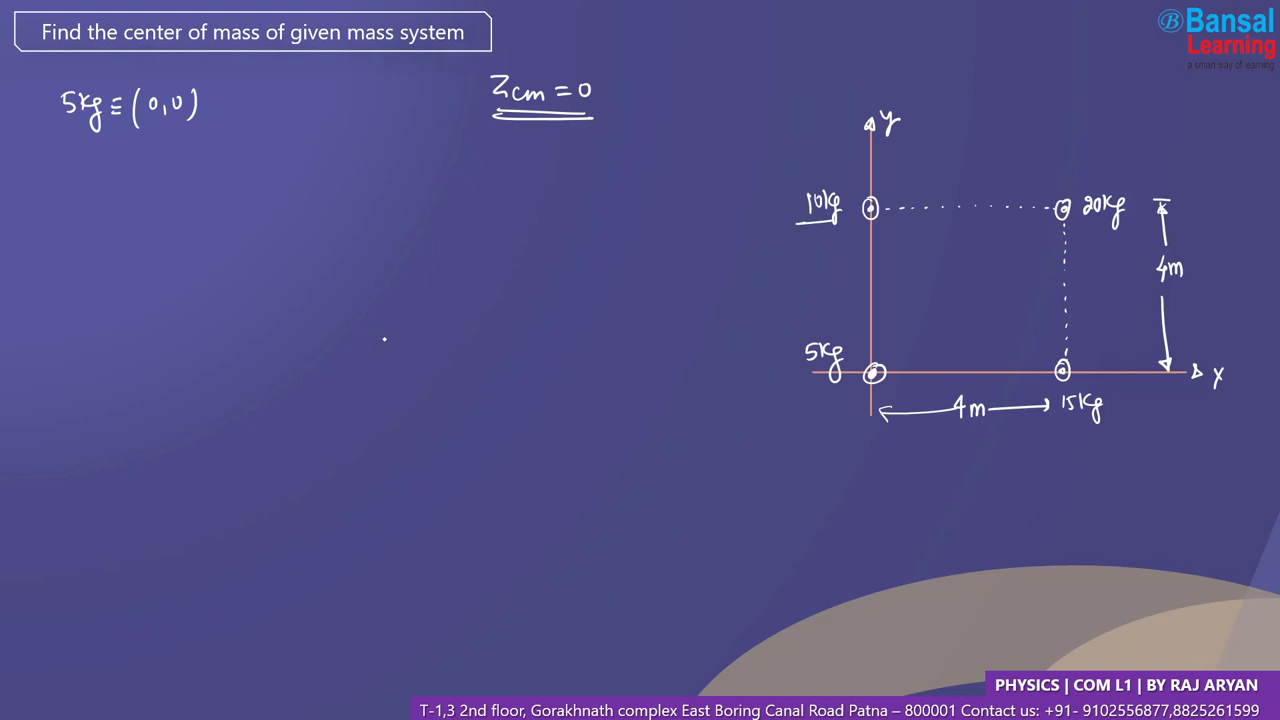 Find the center of mass of given mass system
Bansal
Learning
a smart way of learning
5kg ≡ (0,0)
Zcm = 0
y
10kg
20kg
4m
5kg
x
4m
15kg
PHYSICS | COM L1 | BY RAJ ARYAN
T-1,3 2nd floor, Gorakhnath complex East Boring Canal Road Patna – 800001 Contact us: +91- 9102556877,8825261599